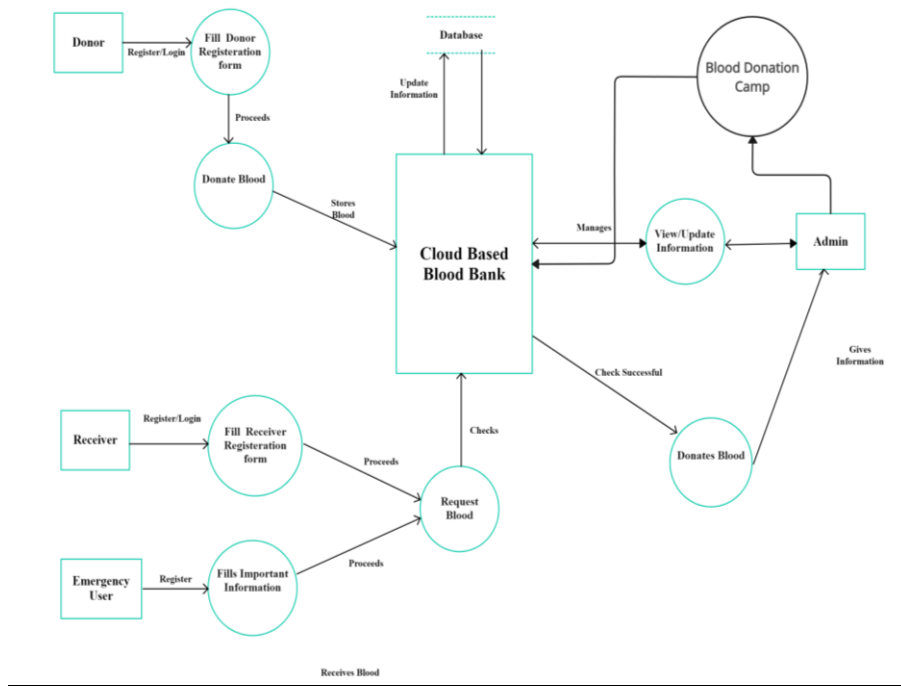 Donor
Register/Login
Fill Donor
Registeration
form
Database
Update
Information
Blood Donation
Camp
Proceeds
Donate Blood
Stores
Blood
Cloud Based
Blood Bank
Manages
View/Update
Information
Admin
Gives
Information
Check Successful
Donates Blood
Receiver
Register/Login
Fill Receiver
Registeration
form
Proceeds
Checks
Request
Blood
Emergency
User
Register
Fills Important
Information
Proceeds
Receives Blood